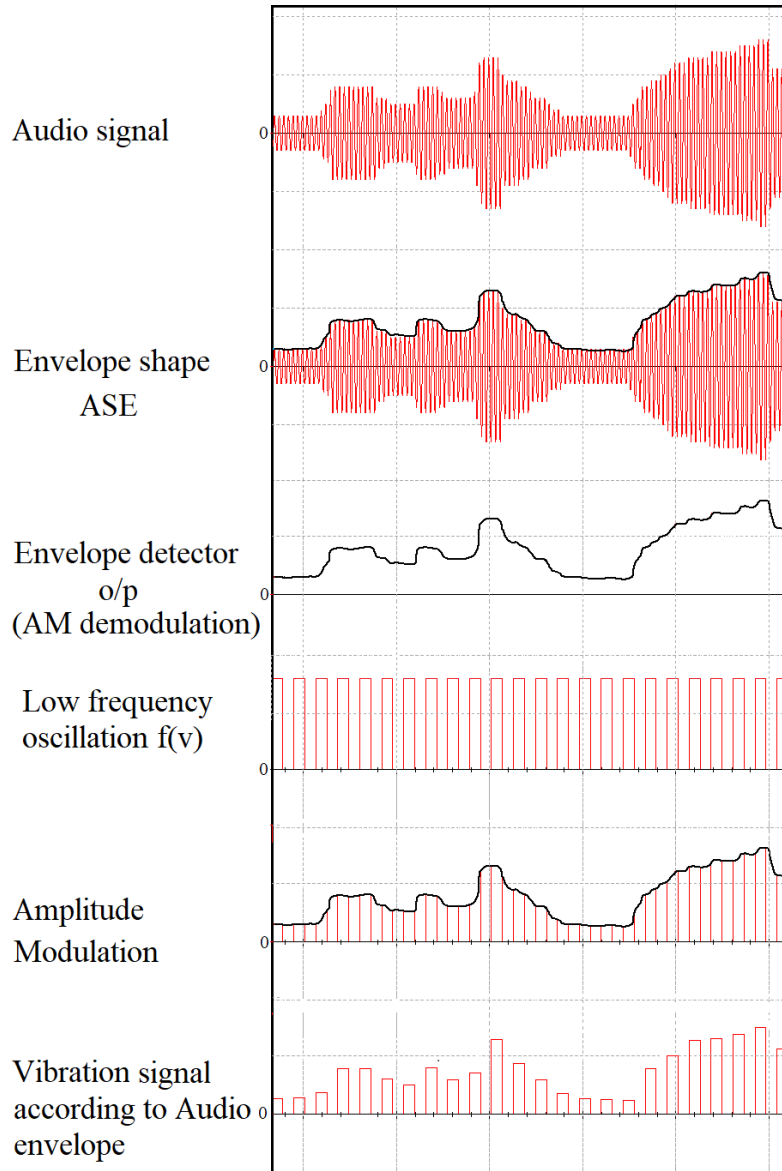 Audio signal
0
Envelope shape
ASE
0
Envelope detector
o/p
(AM demodulation)
0
Low frequency
oscillation f(v)
0
Amplitude
Modulation
0
Vibration signal
according to Audio
envelope
0